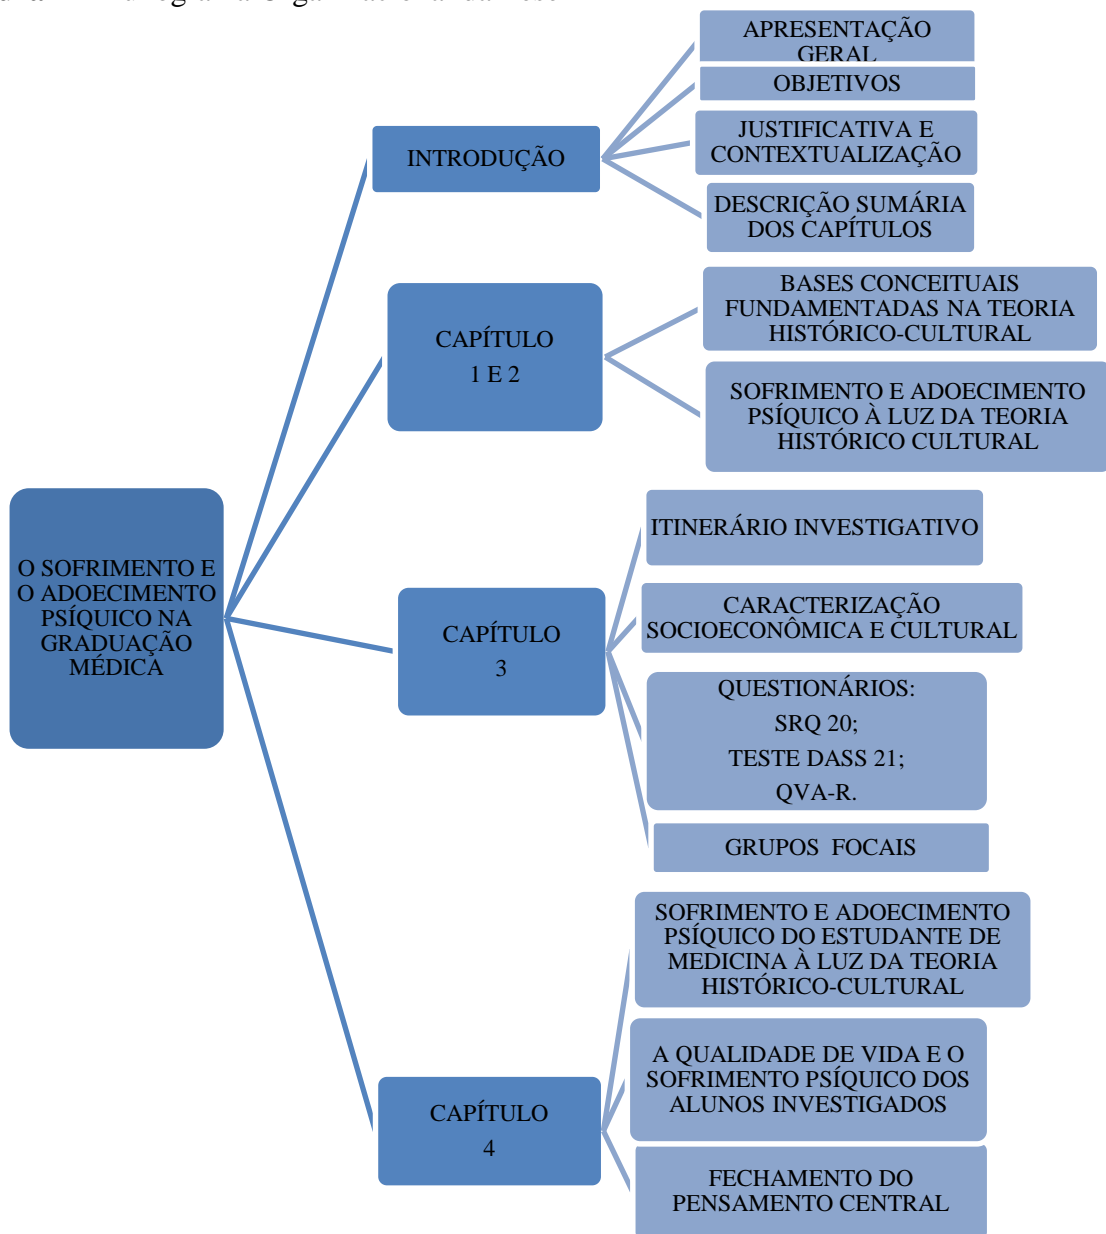 APRESENTAÇÃO
GERAL
OBJETIVOS
JUSTIFICATIVA E
CONTEXTUALIZAÇÃO
DESCRIÇÃO SUMÁRIA
DOS CAPÍTULOS
INTRODUÇÃO
BASES CONCEITUAIS
FUNDAMENTADAS NA TEORIA
HISTÓRICO-CULTURAL
SOFRIMENTO E ADOECIMENTO
PSÍQUICO À LUZ DA TEORIA
HISTÓRICO CULTURAL
CAPÍTULO
1 E 2
O SOFRIMENTO E
O ADOECIMENTO
PSÍQUICO NA
GRADUAÇÃO
MÉDICA
CAPÍTULO
3
ITINERÁRIO INVESTIGATIVO
CARACTERIZAÇÃO
SOCIOECONÔMICA E CULTURAL
QUESTIONÁRIOS:
SRQ 20;
TESTE DASS 21;
QVA-R.
GRUPOS FOCAIS
CAPÍTULO
4
SOFRIMENTO E ADOECIMENTO
PSÍQUICO DO ESTUDANTE DE
MEDICINA À LUZ DA TEORIA
HISTÓRICO-CULTURAL
A QUALIDADE DE VIDA E O
SOFRIMENTO PSÍQUICO DOS
ALUNOS INVESTIGADOS
FECHAMENTO DO
PENSAMENTO CENTRAL